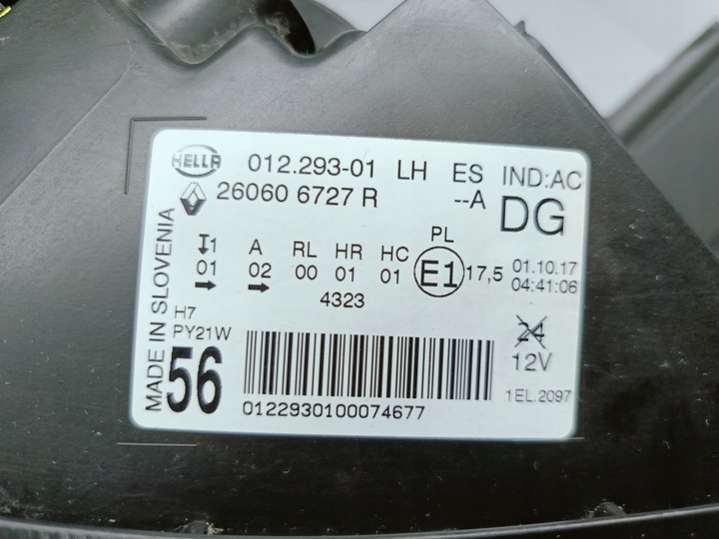 HELLA 012.293-01 LH ES IND:AC
26060 6727 R --A DG
PL
1 A RL HR HC
01 02 00 01 01 E1 17,5
4323
01.10.17
04:41:06
H7
PY21W
24
12V
56
1EL.2097
0122930100074677
MADE IN SLOVENIA